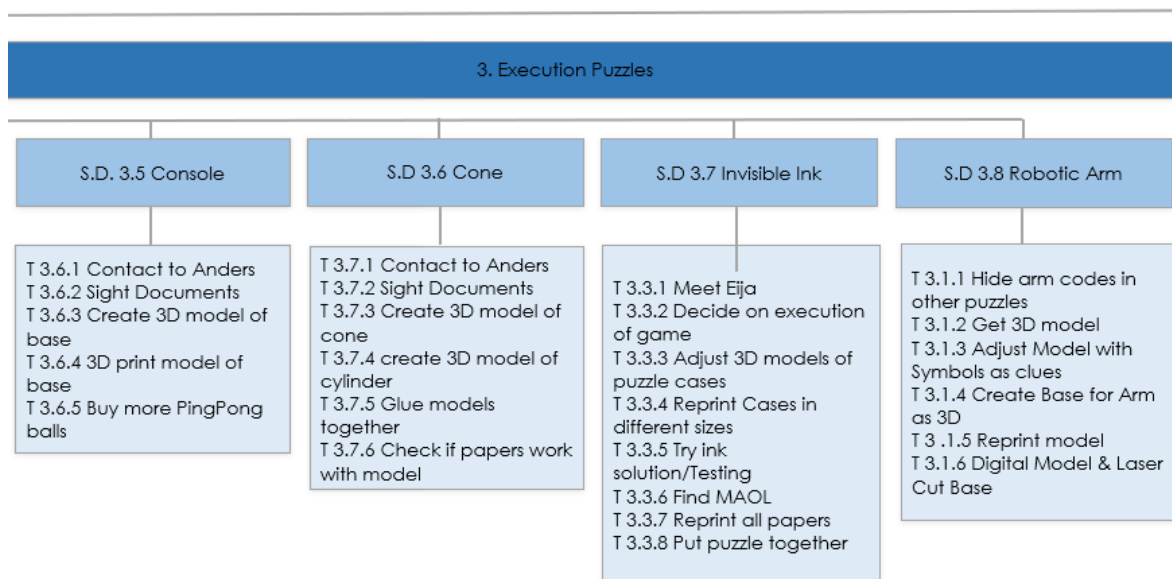 3. Execution Puzzles
S.D. 3.5 Console
T 3.6.1 Contact to Anders
T 3.6.2 Sight Documents
T 3.6.3 Create 3D model of
base
T 3.6.4 3D print model of
base
T 3.6.5 Buy more PingPong
balls
S.D 3.6 Cone
T 3.7.1 Contact to Anders
T 3.7.2 Sight Documents
T 3.7.3 Create 3D model of
cone
T 3.7.4 create 3D model of
cylinder
T 3.7.5 Glue models
together
T 3.7.6 Check if papers work
with model
S.D 3.7 Invisible Ink
T 3.3.1 Meet Eija
T 3.3.2 Decide on execution
of game
T 3.3.3 Adjust 3D models of
puzzle cases
T 3.3.4 Reprint Cases in
different sizes
T 3.3.5 Try ink
solution/Testing
T 3.3.6 Find MAOL
T 3.3.7 Reprint all papers
T 3.3.8 Put puzzle together
S.D 3.8 Robotic Arm
T 3.1.1 Hide arm codes in
other puzzles
T 3.1.2 Get 3D model
T 3.1.3 Adjust Model with
Symbols as clues
T 3.1.4 Create Base for Arm
as 3D
T 3 .1.5 Reprint model
T 3.1.6 Digital Model & Laser
Cut Base